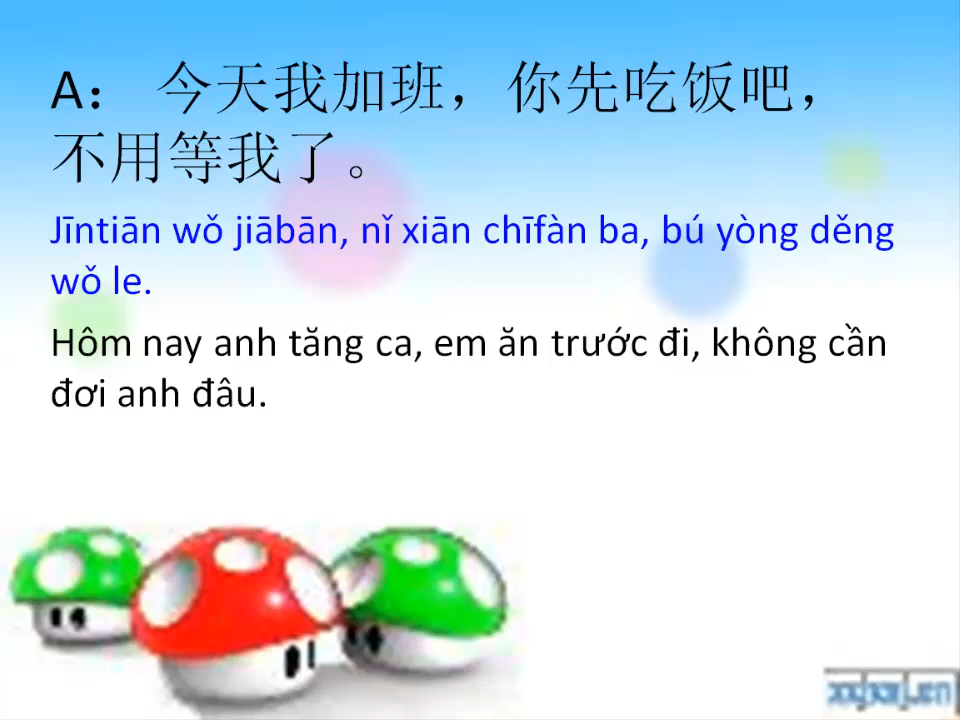 A： 今天我加班，你先吃饭吧，
不用等我了。
Jīntiān wǒ jiābān, nǐ xiān chīfàn ba, bú yòng děng
wǒ le.
Hôm nay anh tăng ca, em ăn trước đi, không cần
đơi anh đâu.